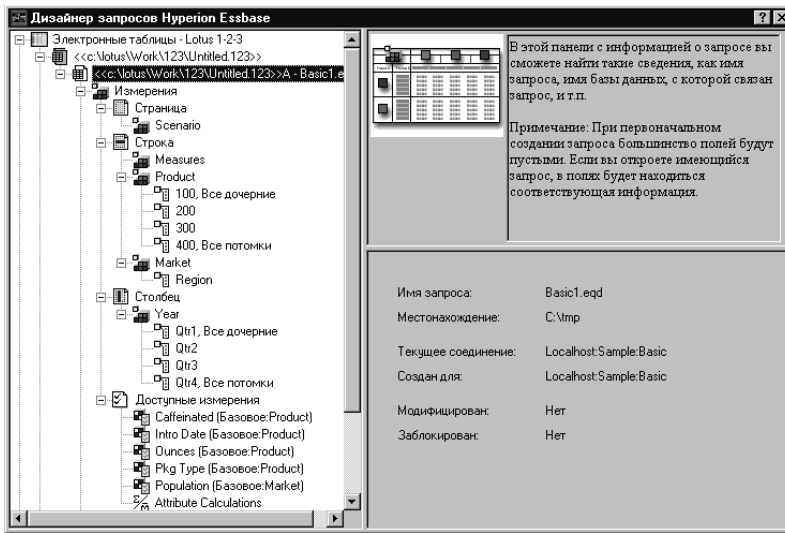 Дизайнер запросов Hyperion Essbase
Электронные таблицы - Lotus 1-2-3
<<c:\lotus\Work\123\Untitled.123>>
<<c:\lotus\Work\123\Untitled.123>>A - Basic1.e
Измерения
Страница
Scenario
Строка
Measures
Product
100, Все дочерние
200
300
400, Все потомки
Market
Region
Столбец
Year
Qtr1, Все дочерние
Qtr2
Qtr3
Qtr4, Все потомки
Доступные измерения
Caffeinated (Базовое:Product)
Intro Date (Базовое:Product)
Ounces (Базовое:Product)
Pkg Type (Базовое:Product)
Population (Базовое:Market)
Attribute Calculations
В этой панели с информацией о запросе вы
сможете найти такие сведения, как имя
запроса, имя базы данных, с которой связан
запрос, и т.п.
Примечание: При первоначальном
создании запроса большинство полей будут
пустыми. Если вы откроете имеющийся
запрос, в полях будет находиться
соответствующая информация.
Имя запроса: Basic1.eqd
Местонахождение: C:\tmp
Текущее соединение: Localhost:Sample:Basic
Создан для: Localhost:Sample:Basic
Модифицирован: Нет
Заблокирован: Нет